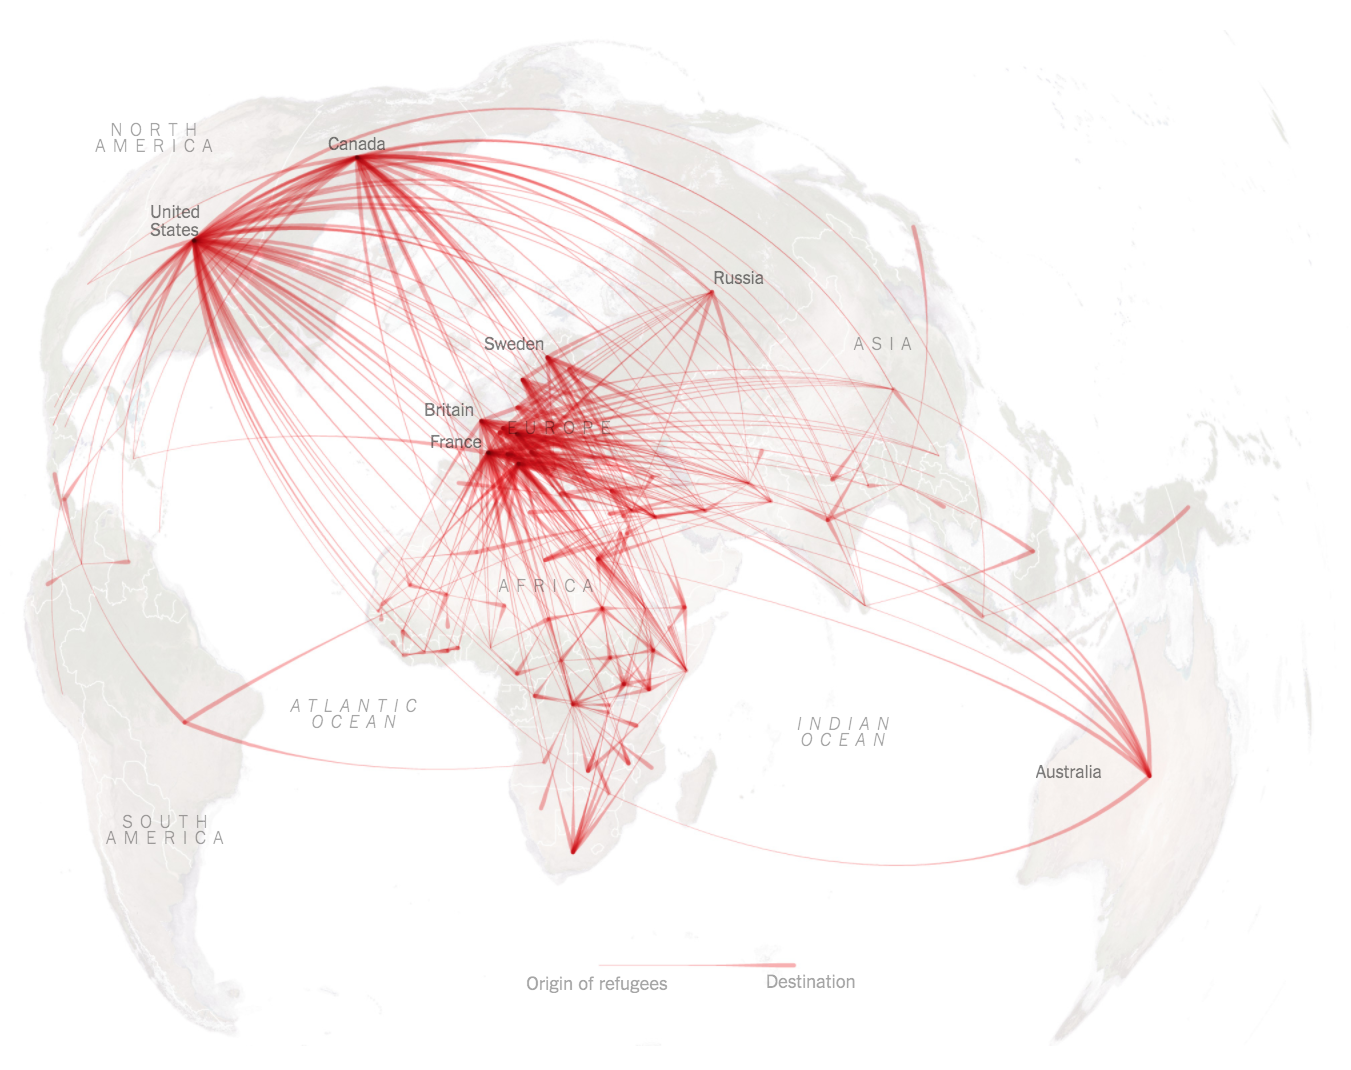 NORTH
AMERICA
Canada
United
States
Russia
Sweden
ASIA
Britain
EUROPE
France
AFRICA
ATLANTIC
OCEAN
INDIAN
OCEAN
Australia
SOUTH
AMERICA
Origin of refugees
Destination